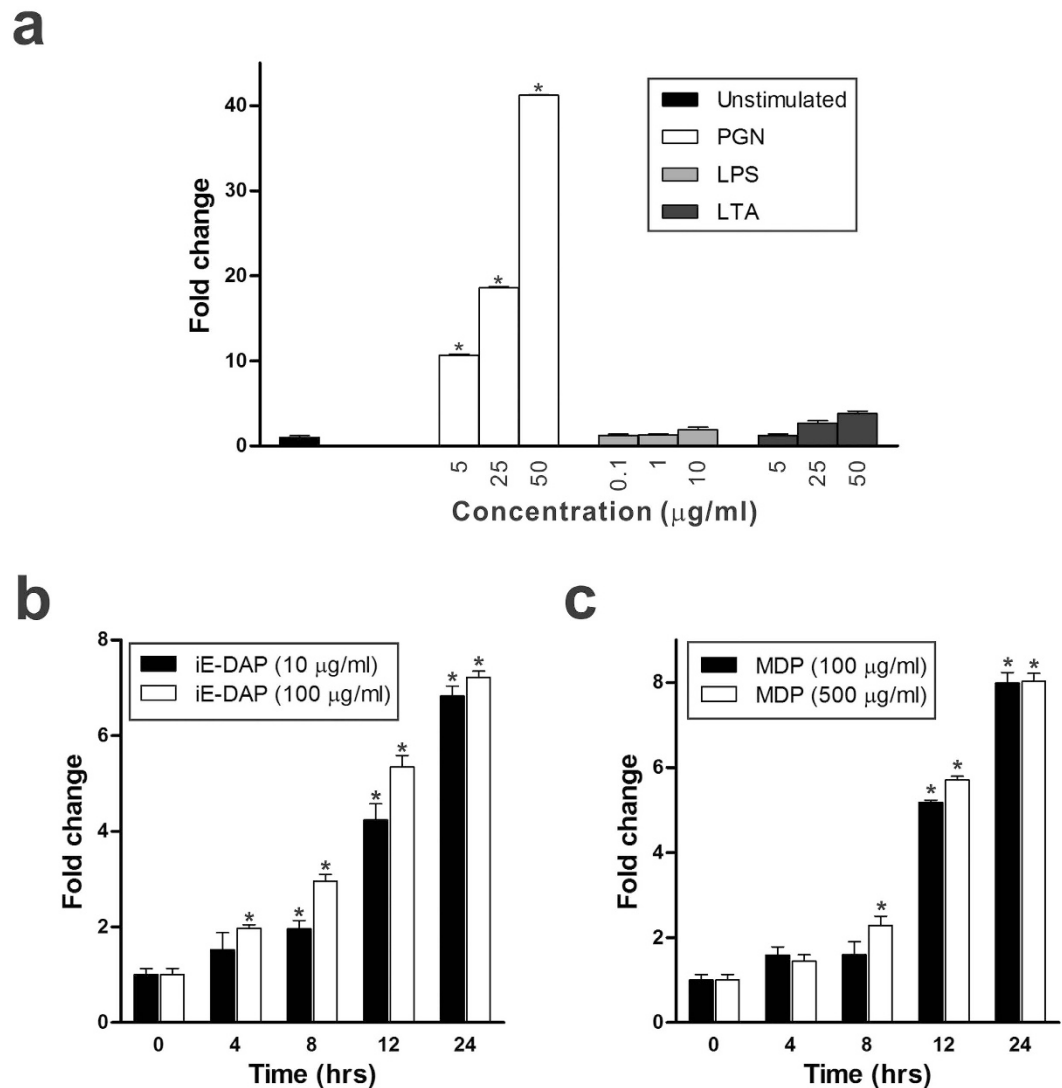 a
Fold change
40
30
20
10
0
Unstimulated
PGN
LPS
LTA
* * *
5 25 50 0.1 1 10 5 25 50
Concentration (μg/ml)
b
Fold change
8
6
4
2
0
iE-DAP (10 μg/ml)
iE-DAP (100 μg/ml)
* * * * * * *
0 4 8 12 24
Time (hrs)
c
Fold change
8
6
4
2
0
MDP (100 μg/ml)
MDP (500 μg/ml)
* * * * *
0 4 8 12 24
Time (hrs)